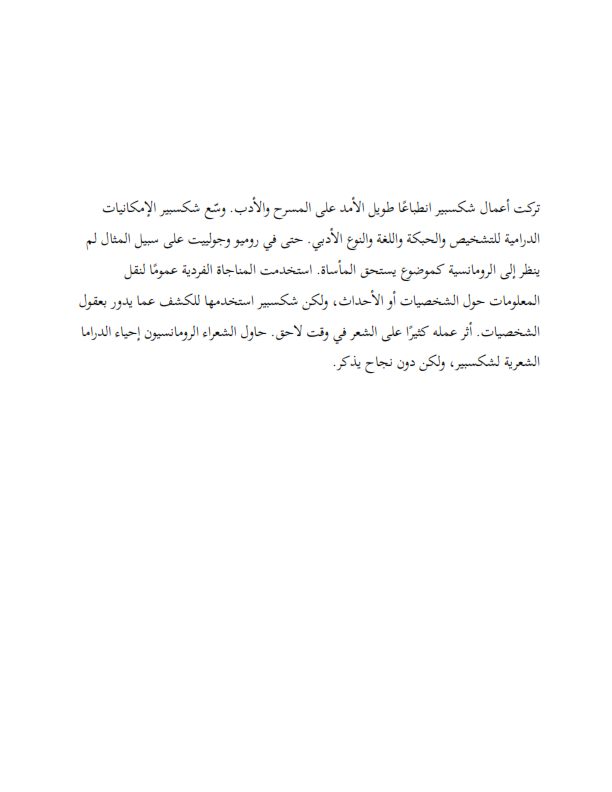 تركت أعمال شكسبير انطباعًا طويل الأمد على المسرح والأدب. وسّع شكسبير الإمكانيات
الدرامية للتشخيص والحبكة واللغة والنوع الأدبي. حتى في روميو وجولييت على سبيل المثال لم
ينظر إلى الرومانسية كموضوع يستحق المأساة. استخدمت المناجاة الفردية عمومًا لنقل
المعلومات حول الشخصيات أو الأحداث، ولكن شكسبير استخدمها للكشف عما يدور بعقول
الشخصيات. أثر عمله كثيرًا على الشعر في وقت لاحق. حاول الشعراء الرومانسيون إحياء الدراما
الشعرية لشكسبير، ولكن دون نجاح يذكر.